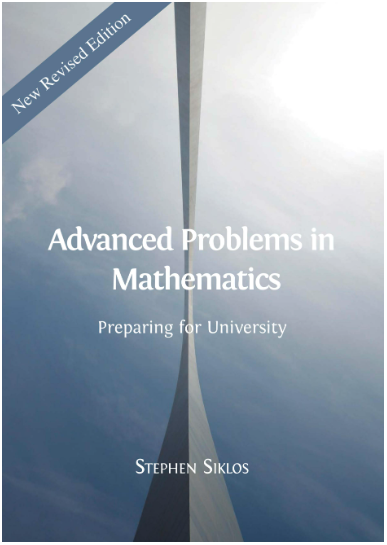 New Revised Edition
Advanced Problems in
Mathematics
Preparing for University
Stephen Siklos